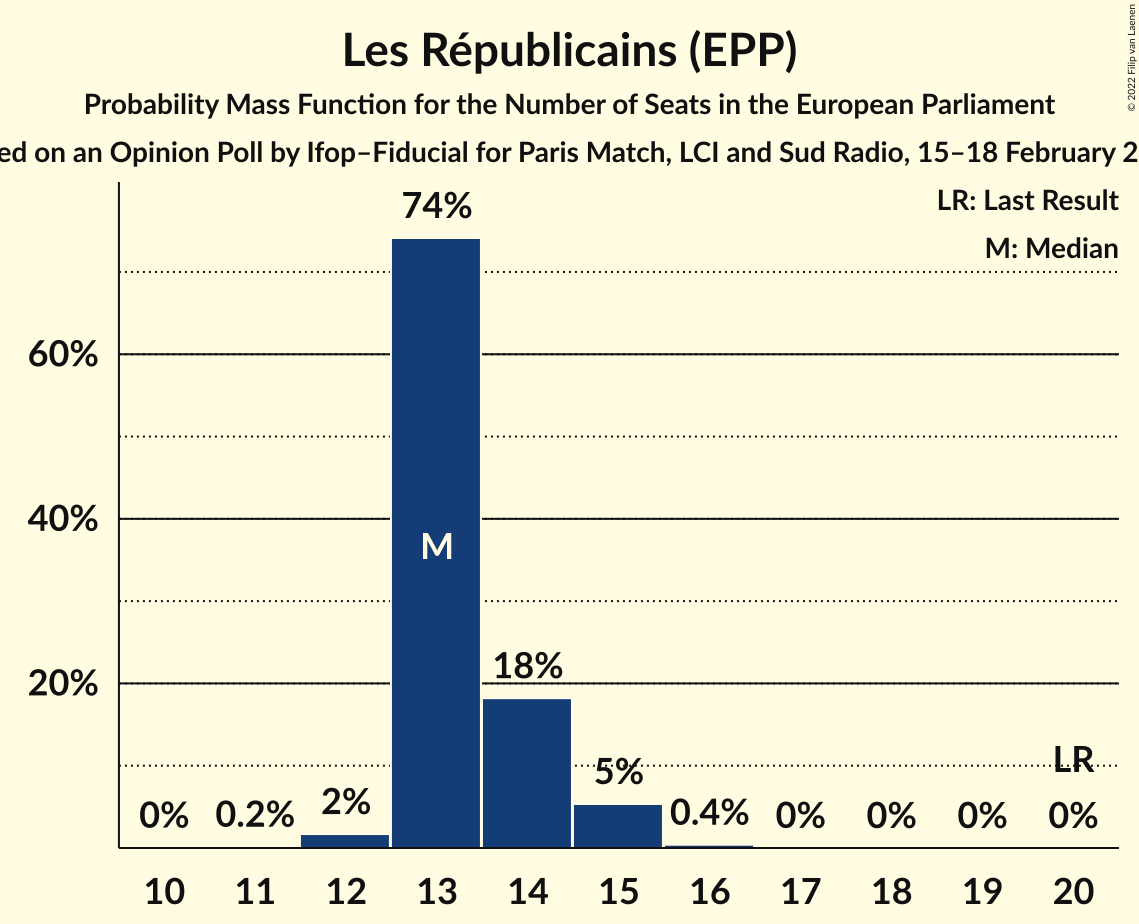 Les Républicains (EPP)
Probability Mass Function for the Number of Seats in the European Parliament
on an Opinion Poll by Ifop–Fiducial for Paris Match, LCI and Sud Radio, 15–18 February
© 2022 Filip van Laenen
LR: Last Result
M: Median
60%
40%
20%
0%
0.2%
2%
74%
M
18%
5%
0.4%
0%
0%
0%
LR
0%
10 11 12 13 14 15 16 17 18 19 20